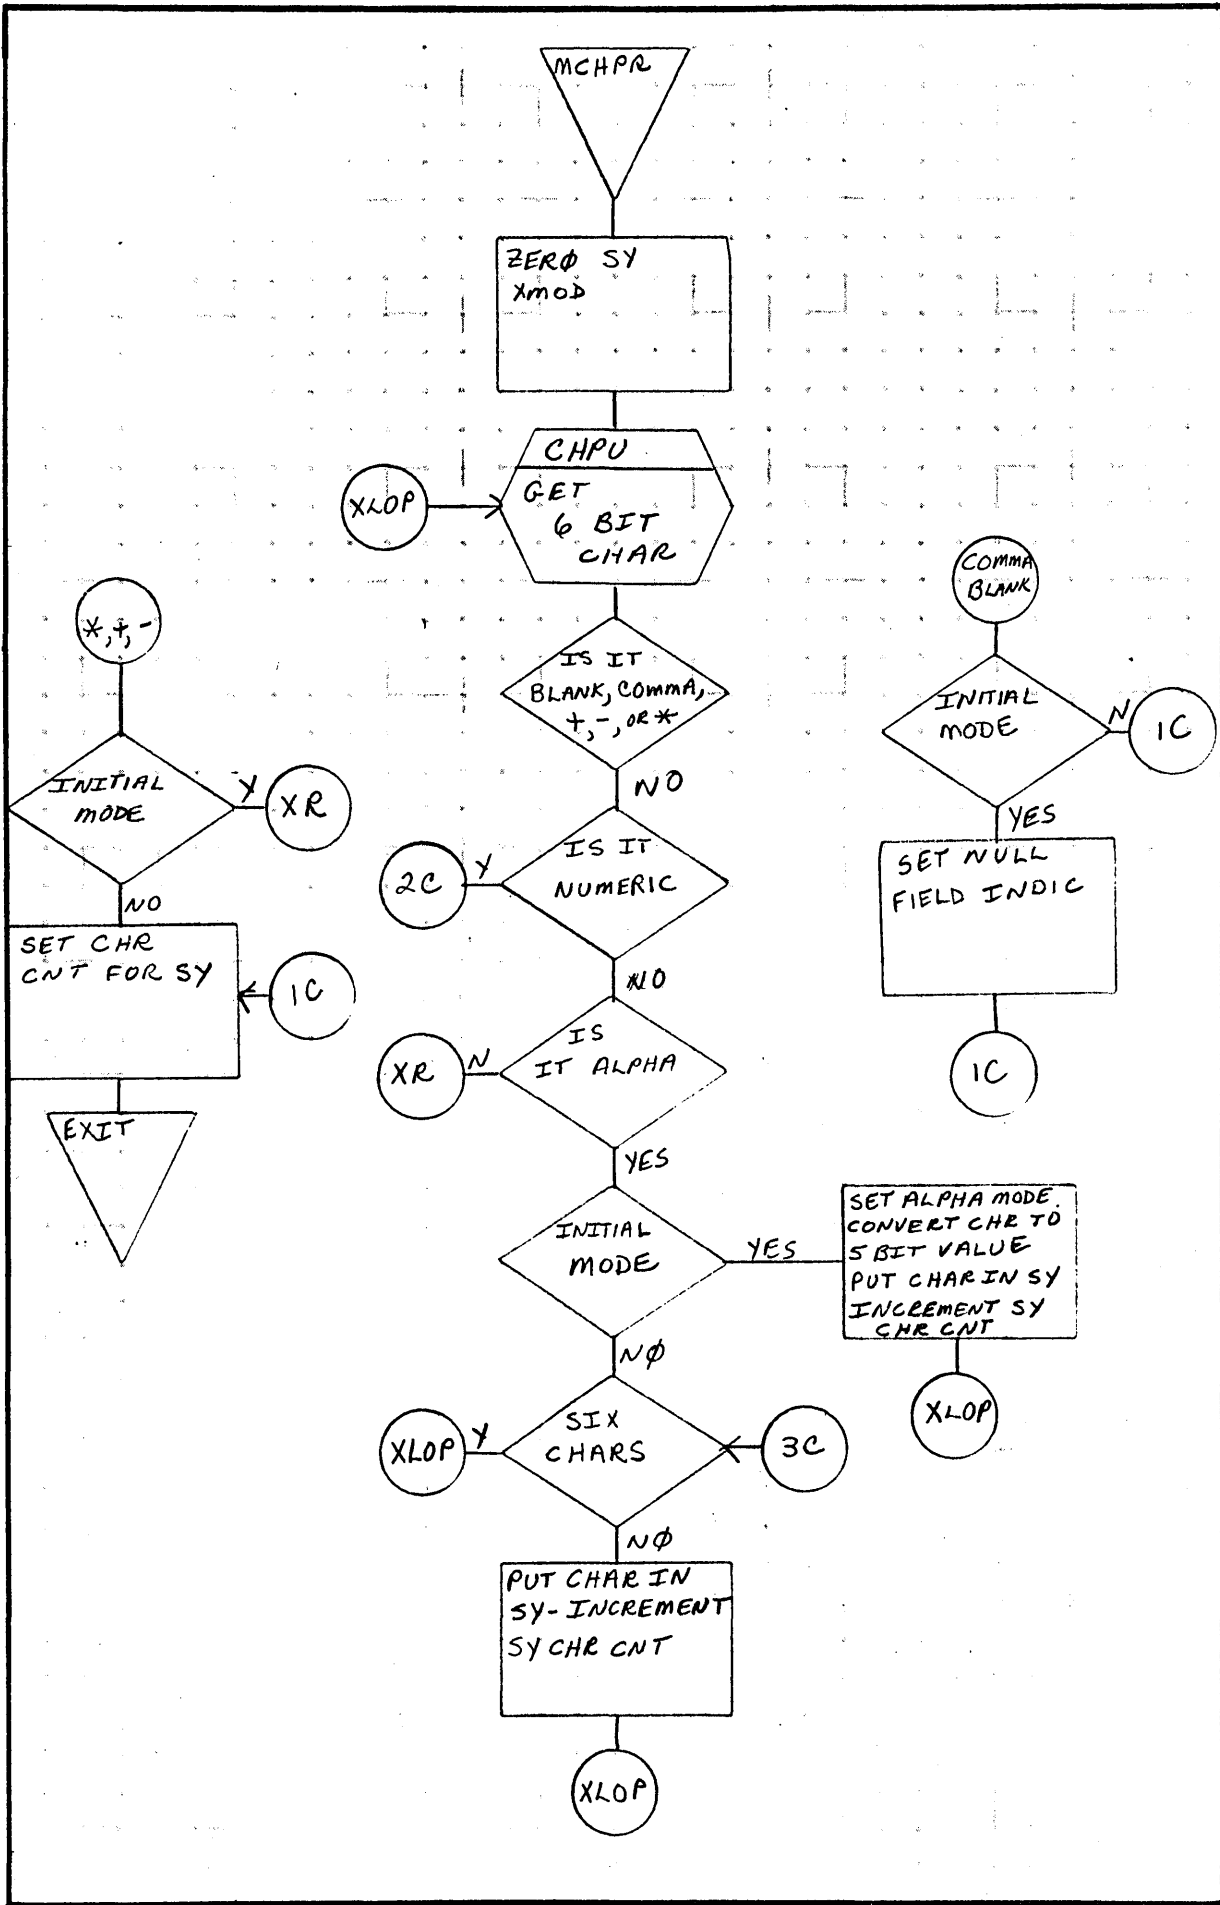 MCHPR
ZERØ SY
XMOD
CHPU
GET
6 BIT
CHAR
XLOP
IS IT
BLANK, COMMA,
+, -, OR *
NO
IS IT
NUMERIC
Y
2C
NO
IS
IT ALPHA
N
XR
YES
INITIAL
MODE
YES
SET ALPHA MODE.
CONVERT CHR TO
5 BIT VALUE
PUT CHAR IN SY
INCREMENT SY
CHR CNT
XLOP
NØ
SIX
CHARS
Y
XLOP
3C
NØ
PUT CHAR IN
SY-INCREMENT
SY CHR CNT
XLOP
*, +, -
INITIAL
MODE
Y
XR
NO
SET CHR
CNT FOR SY
1C
EXIT
COMMA
BLANK
INITIAL
MODE
N
1C
YES
SET NULL
FIELD INDIC
1C